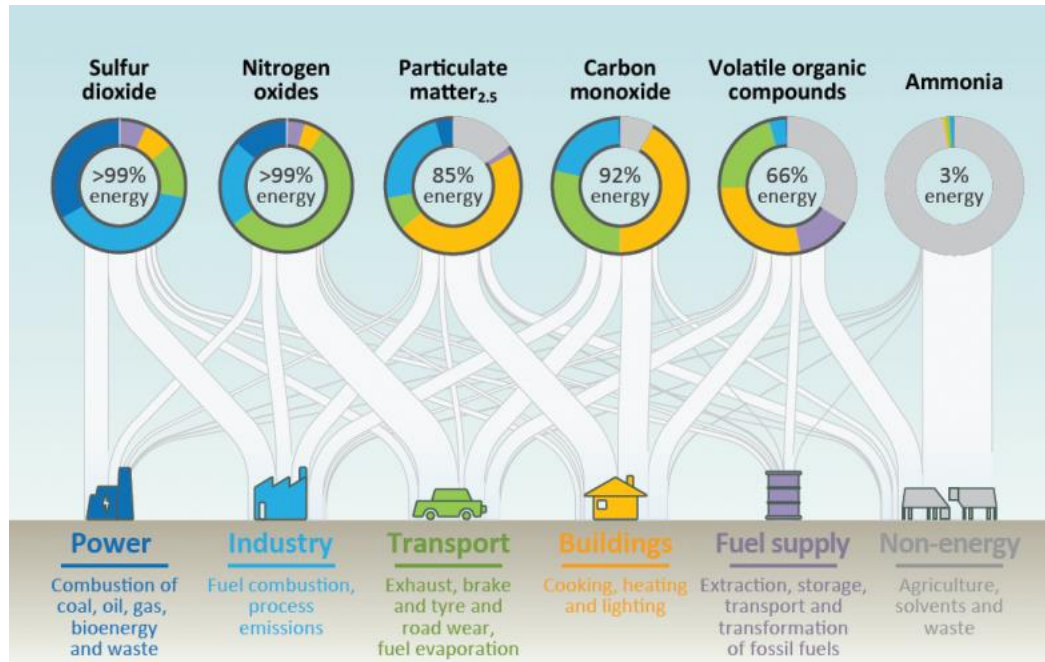 Sulfur
dioxide
Nitrogen
oxides
Particulate
matter2.5
Carbon
monoxide
Volatile organic
compounds
Ammonia
>99%
energy
>99%
energy
85%
energy
92%
energy
66%
energy
3%
energy
Power
Combustion of
coal, oil, gas,
bioenergy
and waste
Industry
Fuel combustion,
process
emissions
Transport
Exhaust, brake
and tyre and
road wear,
fuel evaporation
Buildings
Cooking, heating
and lighting
Fuel supply
Extraction, storage,
transport and
transformation
of fossil fuels
Non-energy
Agriculture,
solvents and
waste